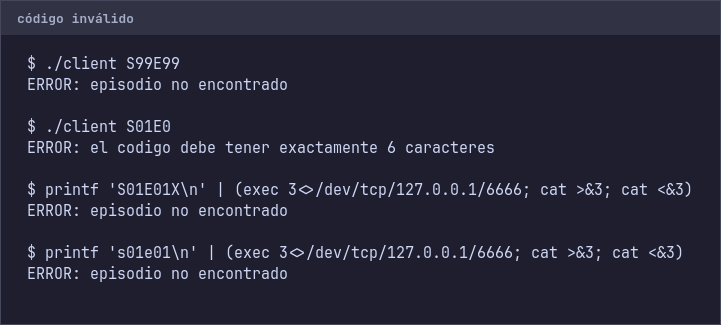 código inválido
$ ./client S99E99
ERROR: episodio no encontrado
$ ./client S01E0
ERROR: el codigo debe tener exactamente 6 caracteres
$ printf 'S01E01X\n' | (exec 3<>/dev/tcp/127.0.0.1/6666; cat >&3; cat <&3)
ERROR: episodio no encontrado
$ printf 's01e01\n' | (exec 3<>/dev/tcp/127.0.0.1/6666; cat >&3; cat <&3)
ERROR: episodio no encontrado